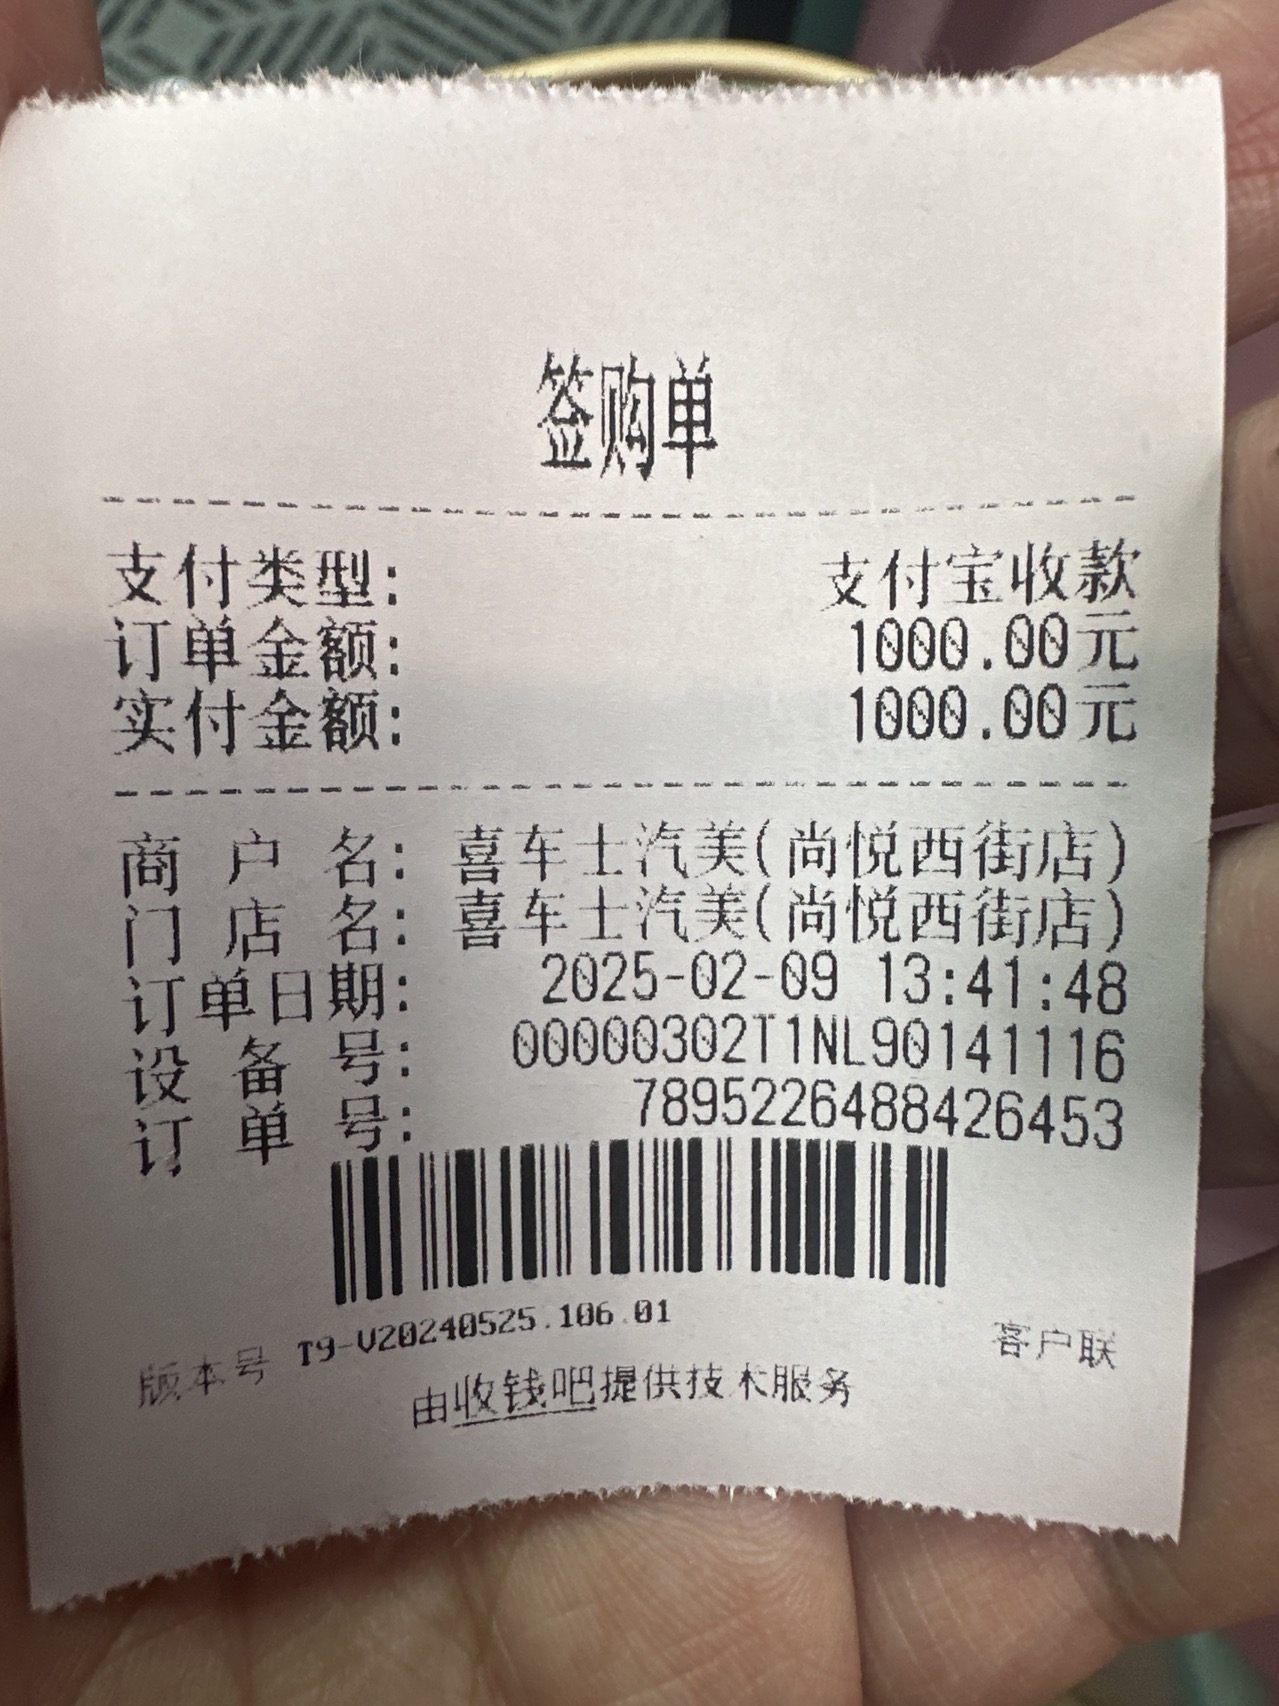 签购单
支付类型: 支付宝收款
订单金额: 1000.00元
实付金额: 1000.00元
商户名: 喜车士汽美(尚悦西街店)
门店名: 喜车士汽美(尚悦西街店)
订单日期: 2025-02-09 13:41:48
设备号: 00000302T1NL90141116
订单号: 7895226488426453
版本号 T9-V20240525.106.01 客户联
由收钱吧提供技术服务